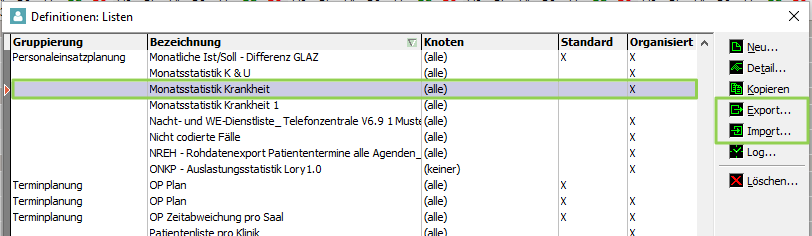 Definitionen: Listen
Gruppierung Bezeichnung Knoten Standard Organisiert
Personaleinsatzplanung Monatliche Ist/Soll - Differenz GLAZ (alle) X X
Monatsstatistik K & U (alle) X
Monatsstatistik Krankheit (alle) X
Monatsstatistik Krankheit 1 (alle) X
Nacht- und WE-Dienstliste_ Telefonzentrale V6.9 1 Muste (alle) X
Nicht codierte Fälle (alle) X
NREH - Rohdatenexport Patiententermine alle Agenden_ (alle) X
ONKP - Auslastungsstatistik Lory1.0 (keiner) X
Terminplanung OP Plan (alle) X X
Terminplanung OP Plan (alle) X X
Terminplanung OP Zeitabweichung pro Saal (alle) X X
Patientenliste pro Klinik (alle) X
Neu...
Detail...
Kopieren
Export...
Import...
Log...
Löschen...